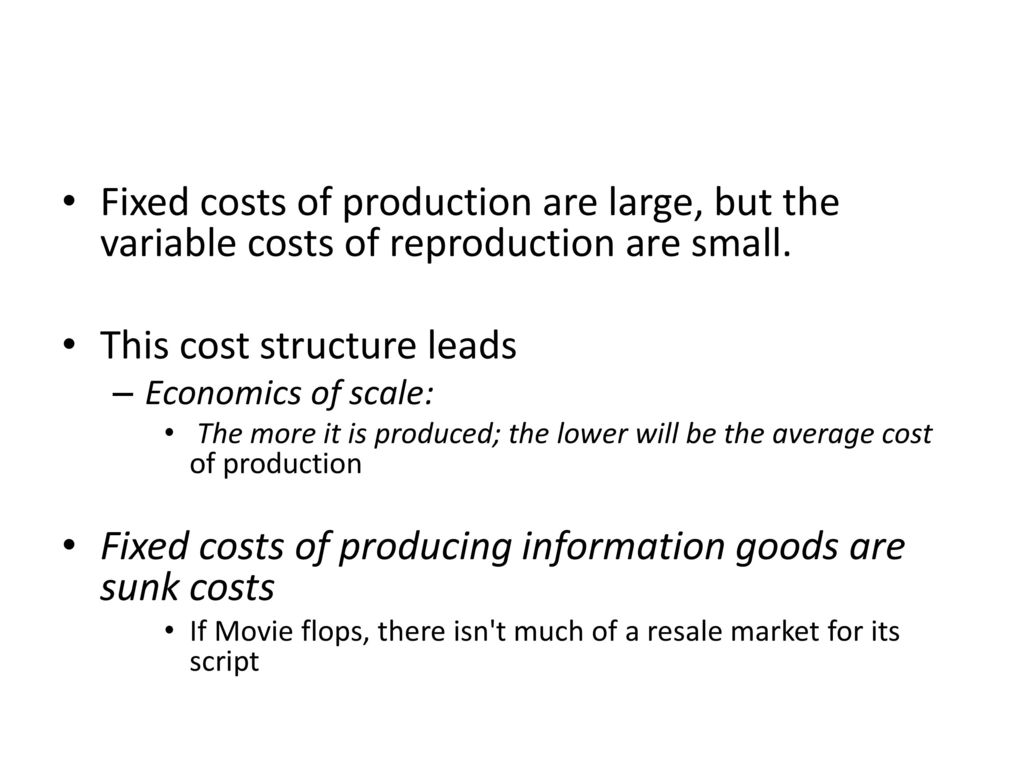 • Fixed costs of production are large, but the
variable costs of reproduction are small.
• This cost structure leads
– Economics of scale:
• The more it is produced; the lower will be the average cost
of production
• Fixed costs of producing information goods are
sunk costs
• If Movie flops, there isn't much of a resale market for its
script